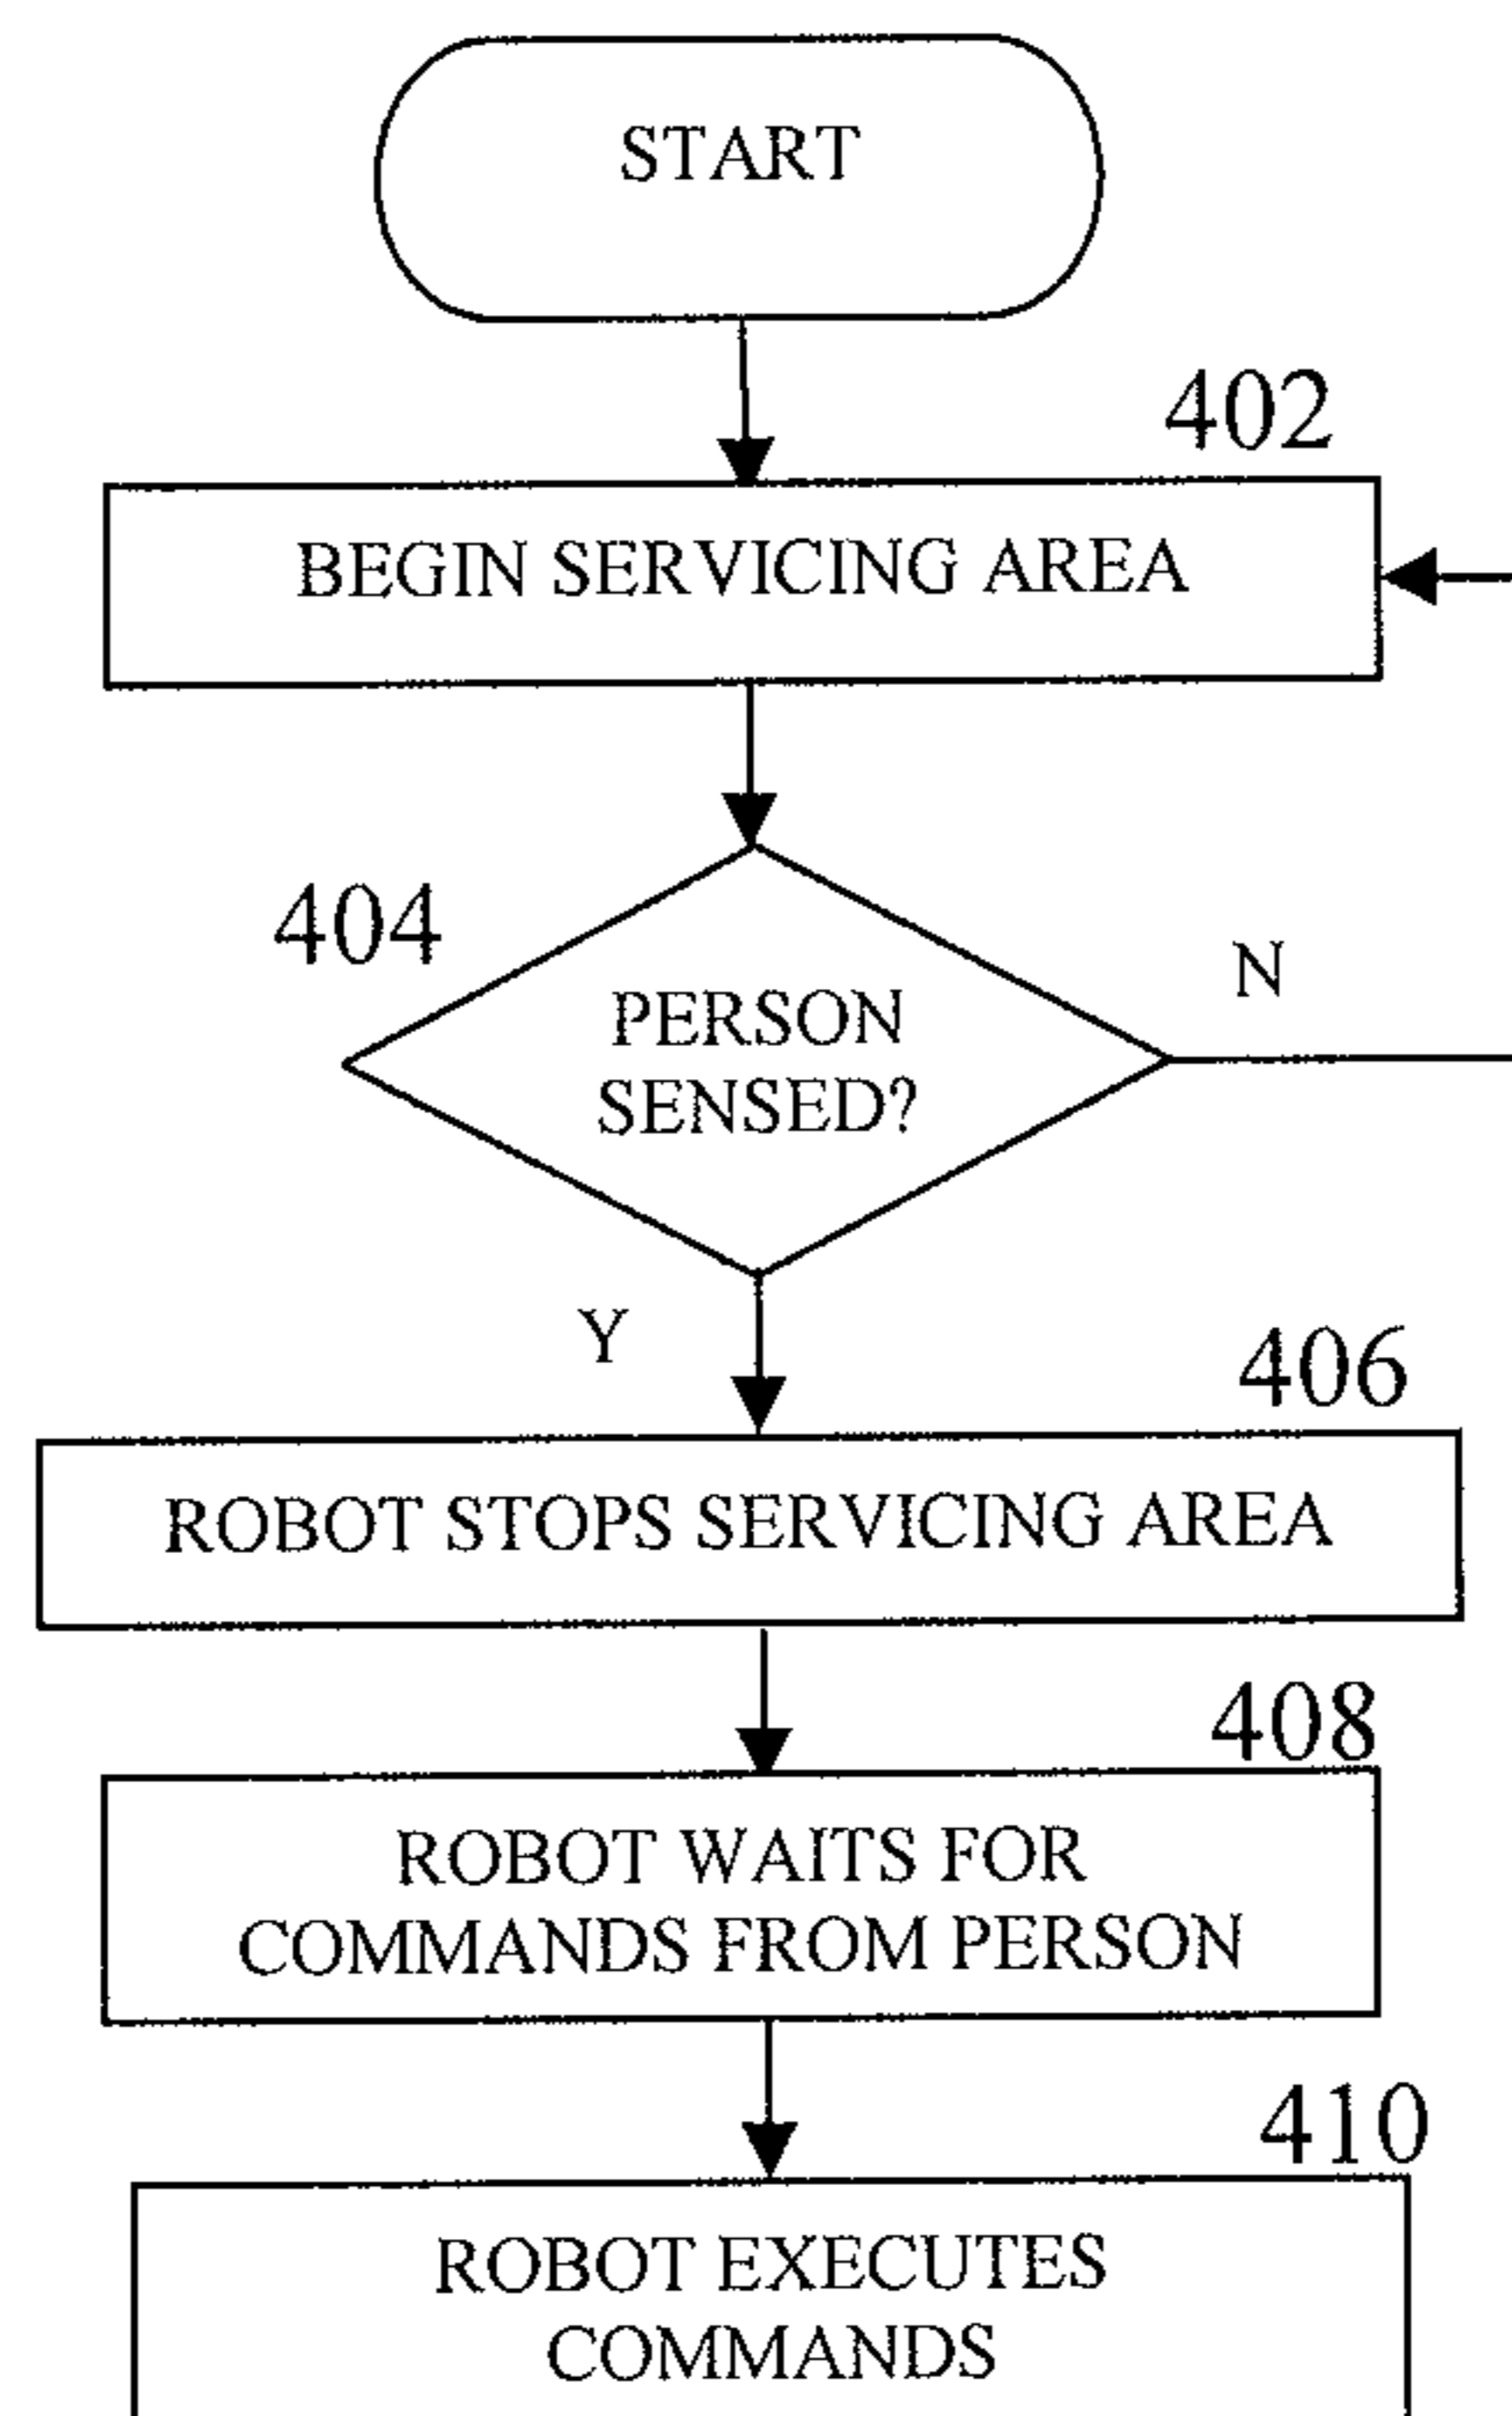 START
402
BEGIN SERVICING AREA
404
PERSON
SENSED?
N
Y
406
ROBOT STOPS SERVICING AREA
408
ROBOT WAITS FOR
COMMANDS FROM PERSON
410
ROBOT EXECUTES
COMMANDS